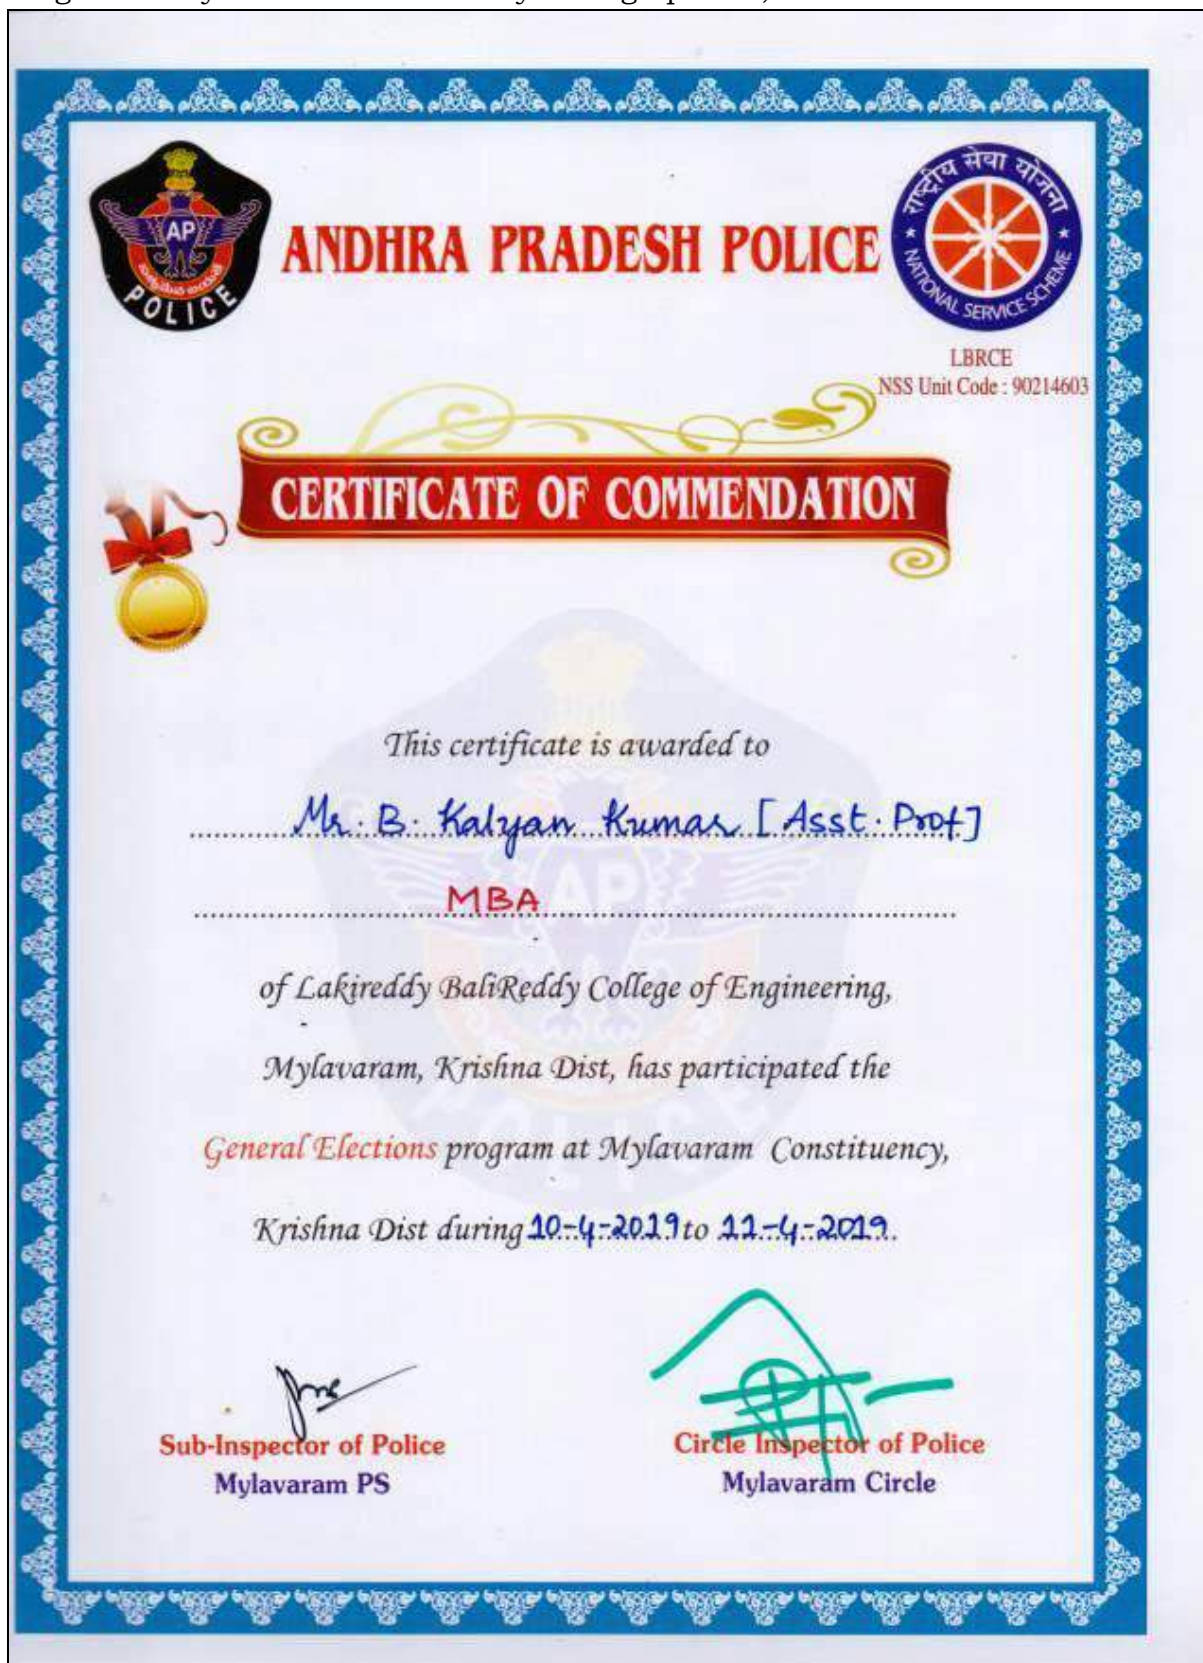 AP
POLICE
ANDHRA PRADESH POLICE
राष्ट्रीय सेवा योजना
NATIONAL SERVICE SCHEME
LBRCE
NSS Unit Code : 90214603
CERTIFICATE OF COMMENDATION
This certificate is awarded to
Mr. B. Kalyan Kumar [Asst. Prof]
MBA
of Lakireddy BaliReddy College of Engineering,
Mylavaram, Krishna Dist, has participated the
General Elections program at Mylavaram Constituency,
Krishna Dist during 10-4-2019 to 11-4-2019.
Sub-Inspector of Police
Mylavaram PS
Circle Inspector of Police
Mylavaram Circle